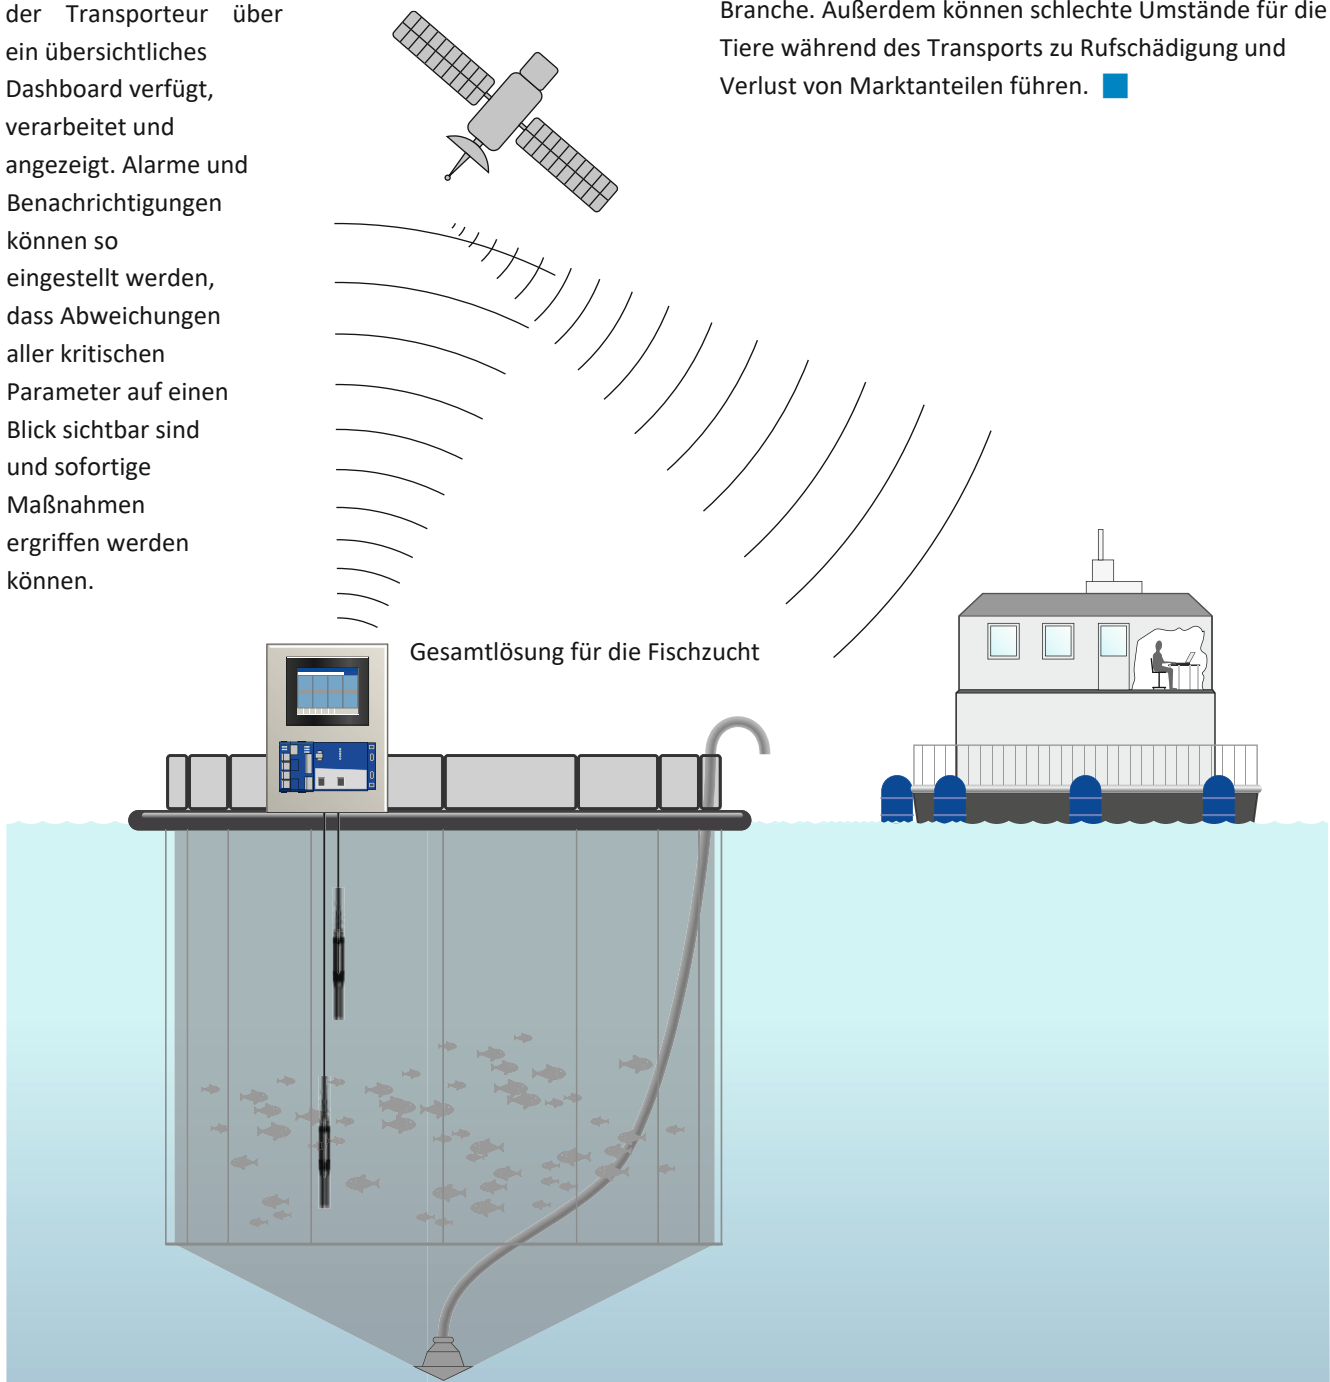 der Transporteur über
ein übersichtliches
Dashboard verfügt,
verarbeitet und
angezeigt. Alarme und
Benachrichtigungen
können so
eingestellt werden,
dass Abweichungen
aller kritischen
Parameter auf einen
Blick sichtbar sind
und sofortige
Maßnahmen
ergriffen werden
können.
Branche. Außerdem können schlechte Umstände für die
Tiere während des Transports zu Rufschädigung und
Verlust von Marktanteilen führen.
Gesamtlösung für die Fischzucht